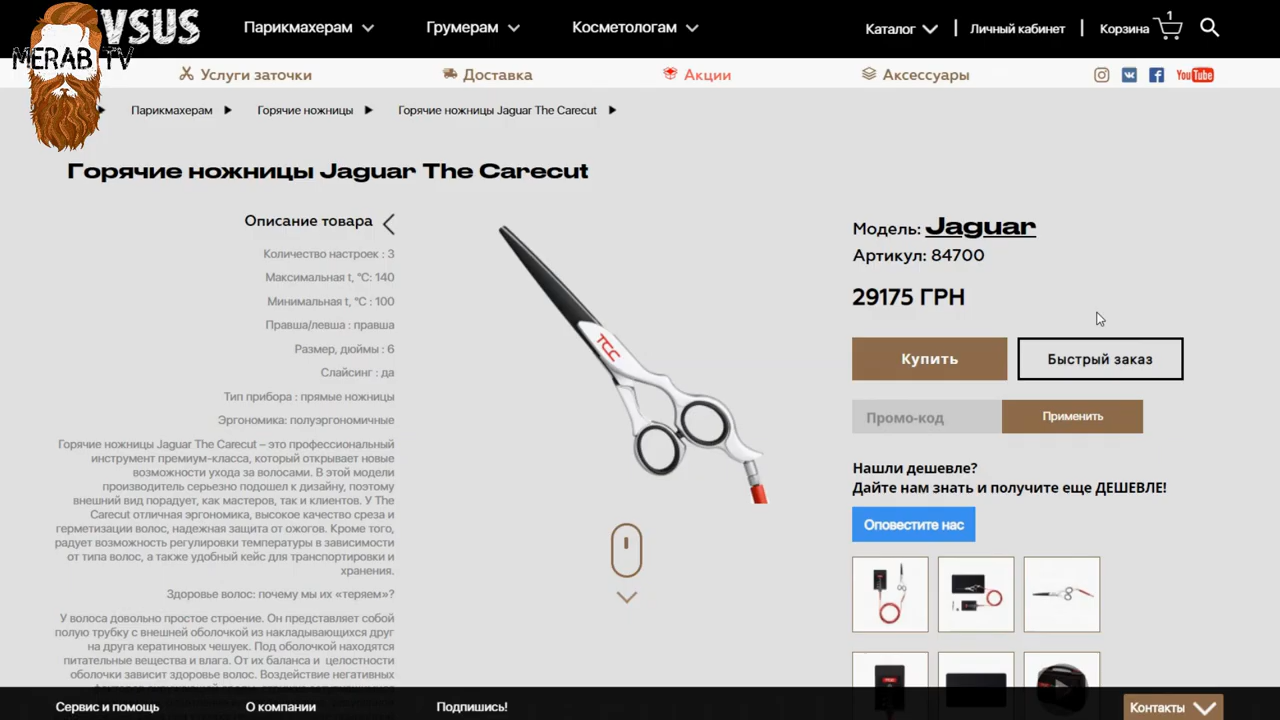 VSUS
MERAB TV
Парикмахерам
Грумерам
Косметологам
Каталог
Личный кабинет
Корзина
1
Услуги заточки
Доставка
Акции
Аксессуары
YouTube
Парикмахерам
Горячие ножницы
Горячие ножницы Jaguar The Carecut
Горячие ножницы Jaguar The Carecut
Описание товара
Количество настроек : 3
Максимальная t, °C: 140
Минимальная t, °C : 100
Правша/левша : правша
Размер, дюймы : 6
Слайсинг : да
Тип прибора : прямые ножницы
Эргономика: полуэргономичные
Горячие ножницы Jaguar The Carecut – это профессиональный
инструмент премиум-класса, который открывает новые
возможности ухода за волосами. В этой модели
производитель серьезно подошел к дизайну, поэтому
внешний вид порадует, как мастеров, так и клиентов. У The
Carecut отличная эргономика, высокое качество среза и
герметизации волос, надежная защита от ожогов. Кроме того,
радует возможность регулировки температуры в зависимости
от типа волос, а также удобный кейс для транспортировки и
хранения.
Здоровье волос: почему мы их «теряем»?
У волоса довольно простое строение. Он представляет собой
полую трубку с внешней оболочкой из накладывающихся друг
на друга кератиновых чешуек. Под оболочкой находятся
питательные вещества и влага. От их баланса и целостности
оболочки зависит здоровье волос. Воздействие негативных
TCC
Модель: Jaguar
Артикул: 84700
29175 ГРН
Купить
Быстрый заказ
Промо-код
Применить
Нашли дешевле?
Дайте нам знать и получите еще ДЕШЕВЛЕ!
Оповестите нас
Сервис и помощь
О компании
Подпишись!
Контакты